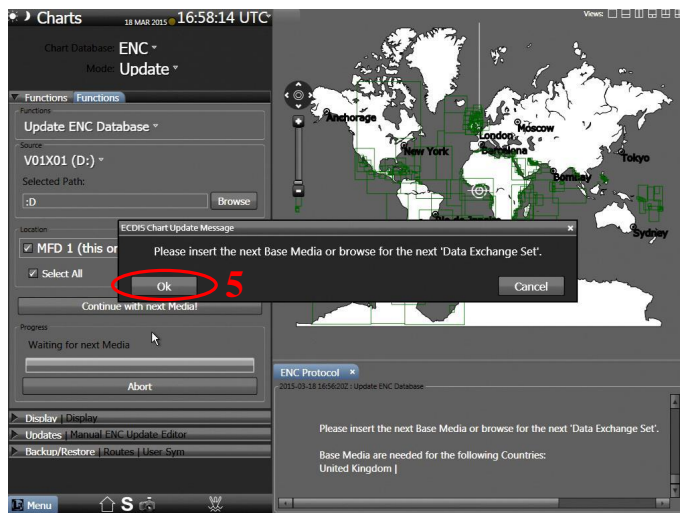 Charts 18 MAR 2015 16:58:14 UTC
Chart Database: ENC
Mode: Update
Functions Functions
Functions
Update ENC Database
Source
V01X01 (D:)
Selected Path:
:D Browse
Location
MFD 1 (this
Select All
Continue with next Media!
Progress
Waiting for next Media
Abort
Display | Display
Updates | Manual ENC Update Editor
Backup/Restore | Routes | User Sym
Menu S
Views:
Anchorage
Moscow
London
New York
Barcelona
Tokyo
Bombay
Sydney
ECDIS Chart Update Message
Please insert the next Base Media or browse for the next 'Data Exchange Set'.
Ok 5 Cancel
ENC Protocol
2015-03-18 16:56:20Z : Update ENC Database
Please insert the next Base Media or browse for the next 'Data Exchange Set'.
Base Media are needed for the following Countries:
United Kingdom |